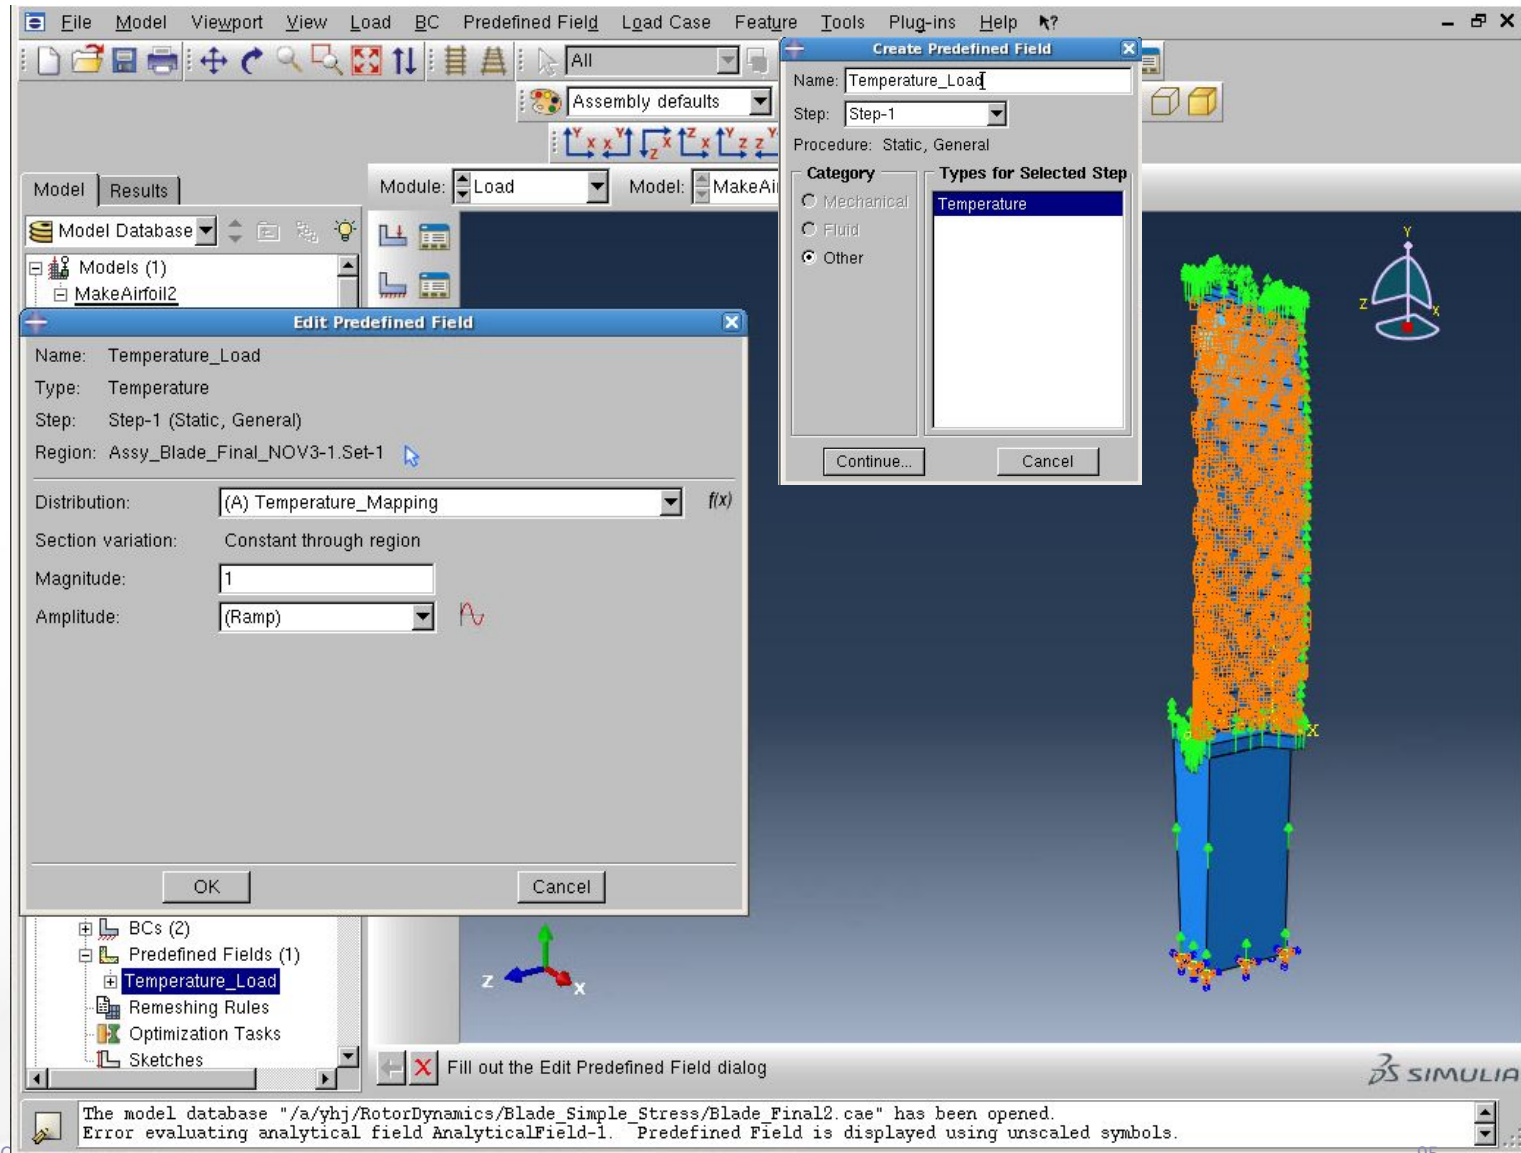 File Model Viewport View Load BC Predefined Field Load Case Feature Tools Plug-ins Help
All
Assembly defaults
Create Predefined Field
Name: Temperature_Load
Step: Step-1
Procedure: Static, General
Category
Types for Selected Step
Mechanical
Fluid
Other
Temperature
Continue...
Cancel
Model Results
Module: Load Model: MakeAi
Model Database
Models (1)
MakeAirfoil2
Edit Predefined Field
Name: Temperature_Load
Type: Temperature
Step: Step-1 (Static, General)
Region: Assy_Blade_Final_NOV3-1.Set-1
Distribution: (A) Temperature_Mapping f(x)
Section variation: Constant through region
Magnitude: 1
Amplitude: (Ramp)
OK
Cancel
BCs (2)
Predefined Fields (1)
Temperature_Load
Remeshing Rules
Optimization Tasks
Sketches
Y
Z
X
X
Z
X
Fill out the Edit Predefined Field dialog
SIMULIA
The model database "/a/yhj/RotorDynamics/Blade_Simple_Stress/Blade_Final2.cae" has been opened.
Error evaluating analytical field AnalyticalField-1. Predefined Field is displayed using unscaled symbols.